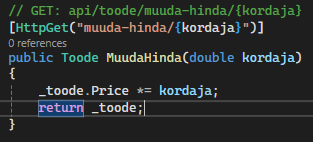 // GET: api/toode/muuda-hinda/{kordaja}
[HttpGet("muuda-hinda/{kordaja}")]
0 references
public Toode MuudaHinda(double kordaja)
{
_toode.Price *= kordaja;
return _toode;
}